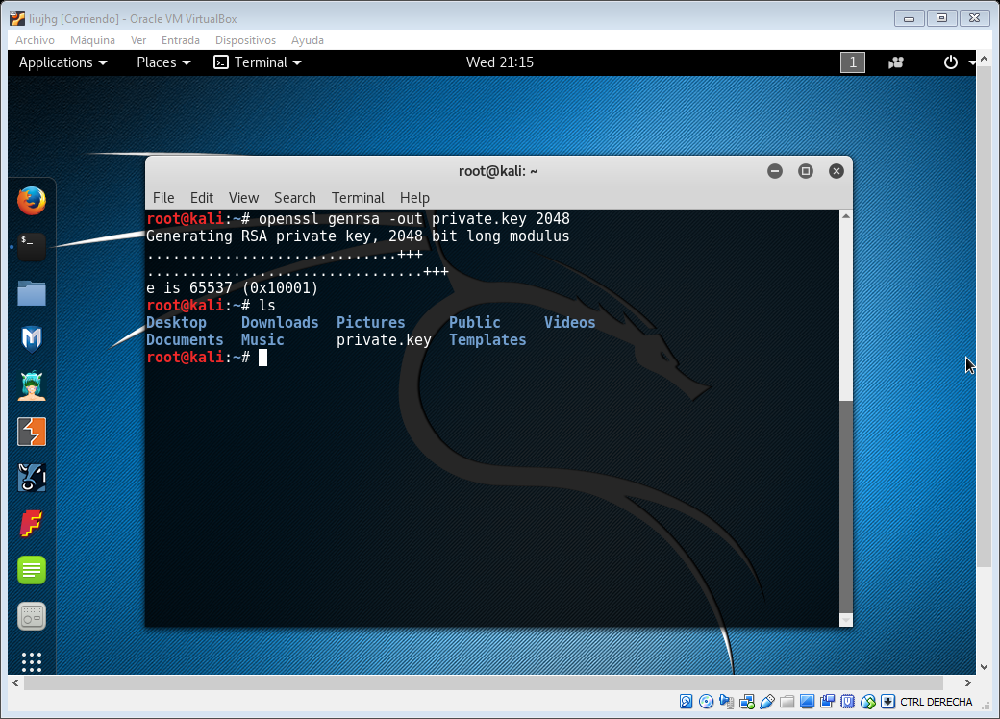 liujhg [Corriendo] - Oracle VM VirtualBox
Archivo Máquina Ver Entrada Dispositivos Ayuda
Applications Places Terminal Wed 21:15 1
root@kali: ~
File Edit View Search Terminal Help
root@kali:~# openssl genrsa -out private.key 2048
Generating RSA private key, 2048 bit long modulus
.............................+++
................................+++
e is 65537 (0x10001)
root@kali:~# ls
Desktop Downloads Pictures Public Videos
Documents Music private.key Templates
root@kali:~#
CTRL DERECHA